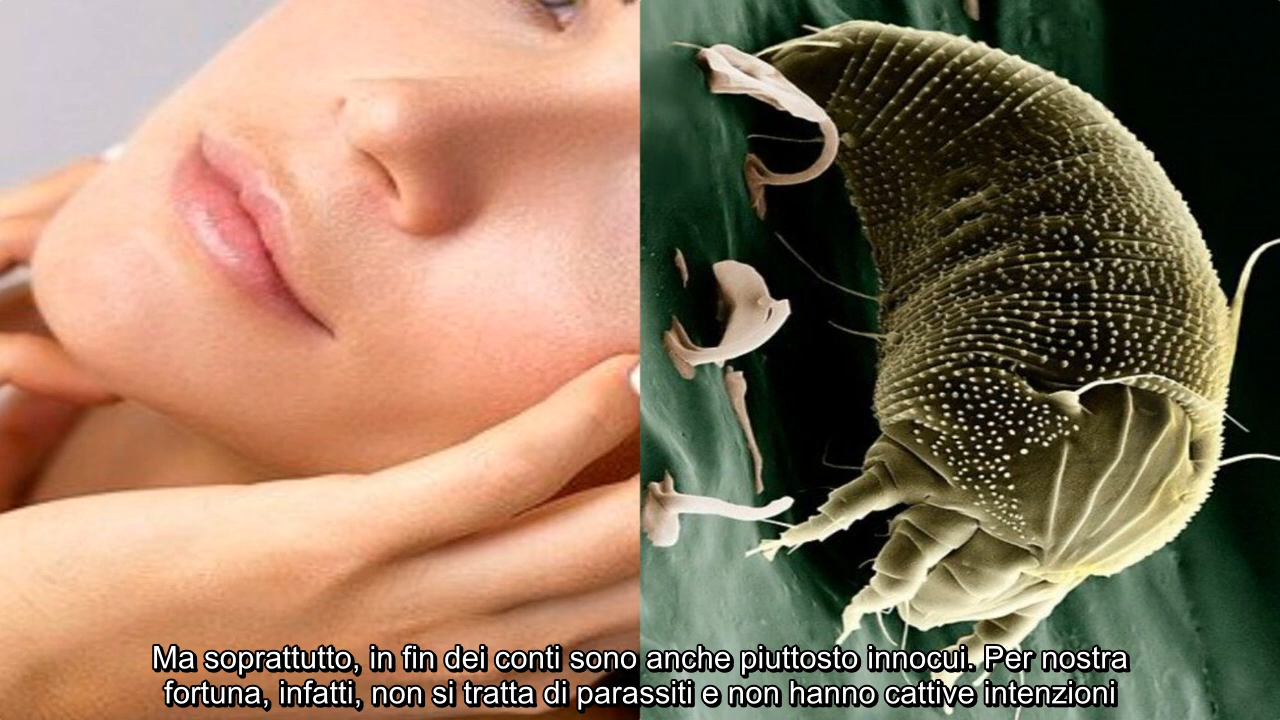 Ma soprattutto, in fin dei conti sono anche piuttosto innocui. Per nostra
fortuna, infatti, non si tratta di parassiti e non hanno cattive intenzioni